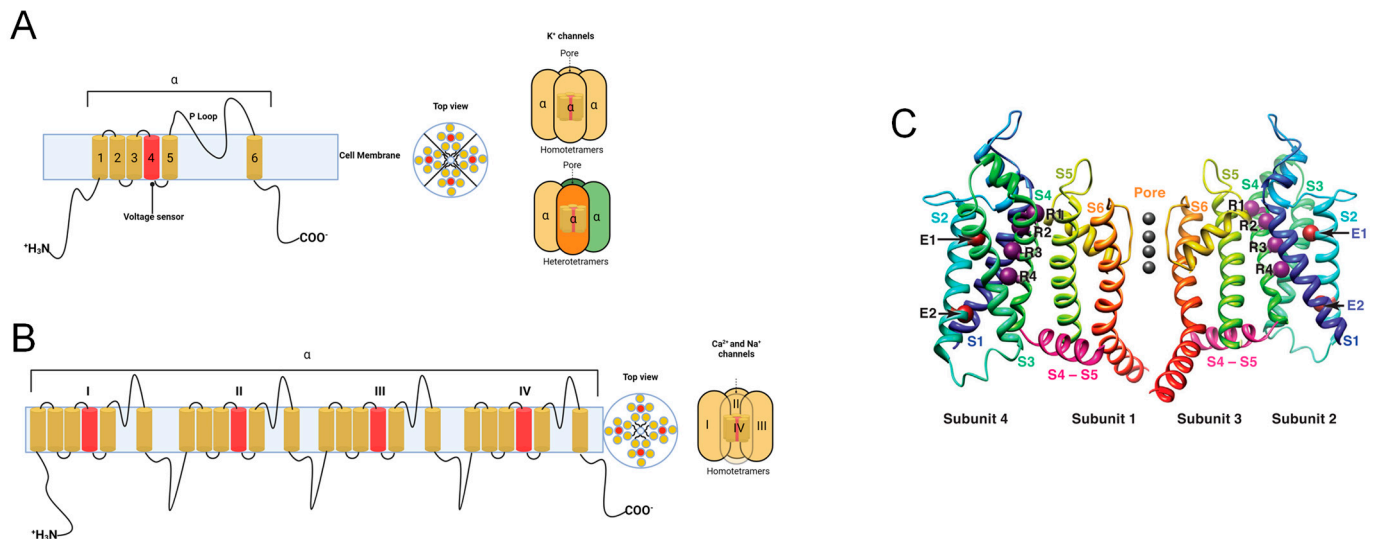 A
α
P Loop
1 2 3 4 5 6
Cell Membrane
Voltage sensor
⁺H₃N
COO⁻
Top view
K⁺ channels
Pore
α α α
Homotetramers
Pore
α α α
Heterotetramers
B
α
I II III IV
⁺H₃N
COO⁻
Top view
Ca²⁺ and Na⁺
channels
II
I IV III
Homotetramers
C
S5 S5
S4 Pore S4 S3
S2 R1 S6 S6 R1 S2
E1 R2 R2 E1
R3 R3
R4 R4
E2 E2
S1 S1
S3
S4 – S5 S4 – S5
Subunit 4 Subunit 1 Subunit 3 Subunit 2